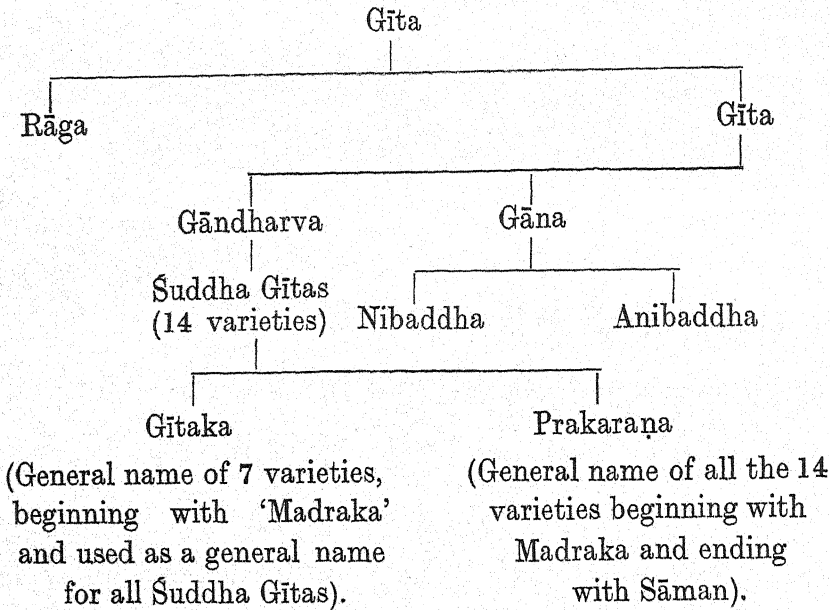 Gīta
Rāga Gīta
Gāndharva Gāna
Śuddha Gītas
(14 varieties) Nibaddha Anibaddha
Gītaka Prakaraṇa
(General name of 7 varieties,
beginning with ‘Madraka’
and used as a general name
for all Śuddha Gītas).
(General name of all the 14
varieties beginning with
Madraka and ending
with Sāman).